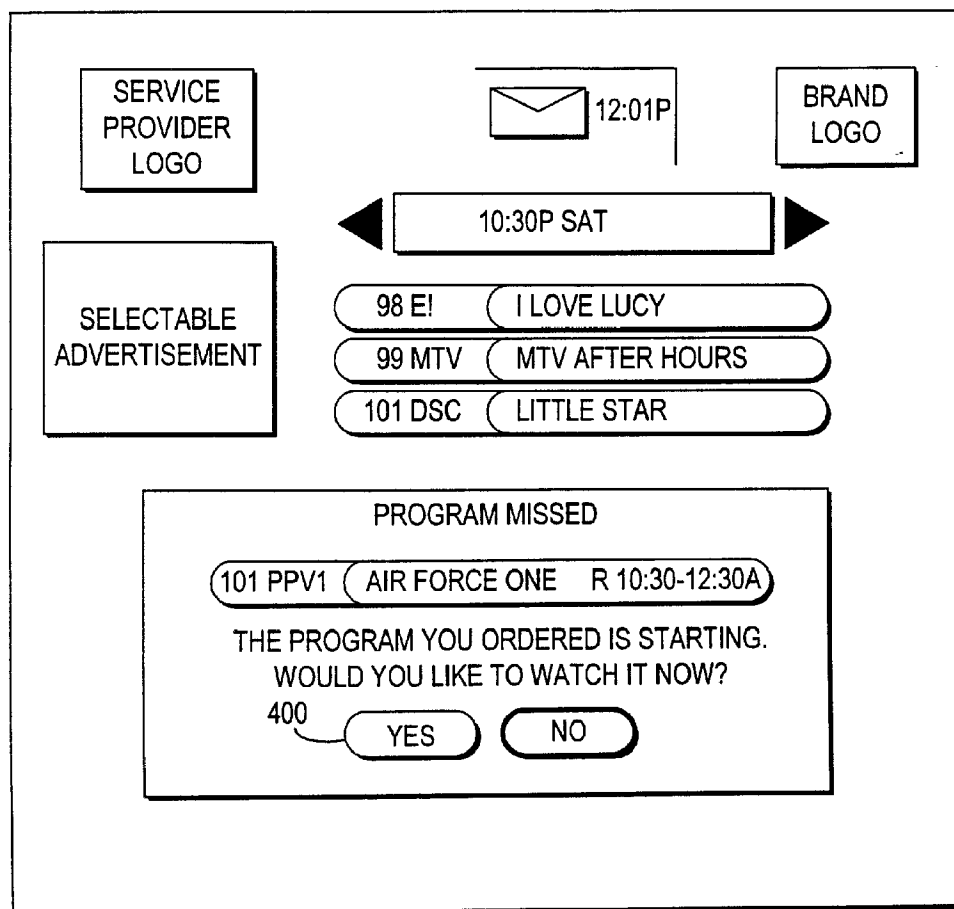 SERVICE
PROVIDER
LOGO
12:01P
BRAND
LOGO
10:30P SAT
SELECTABLE
ADVERTISEMENT
98 E! I LOVE LUCY
99 MTV MTV AFTER HOURS
101 DSC LITTLE STAR
PROGRAM MISSED
101 PPV1 AIR FORCE ONE R 10:30-12:30A
THE PROGRAM YOU ORDERED IS STARTING.
WOULD YOU LIKE TO WATCH IT NOW?
400
YES NO